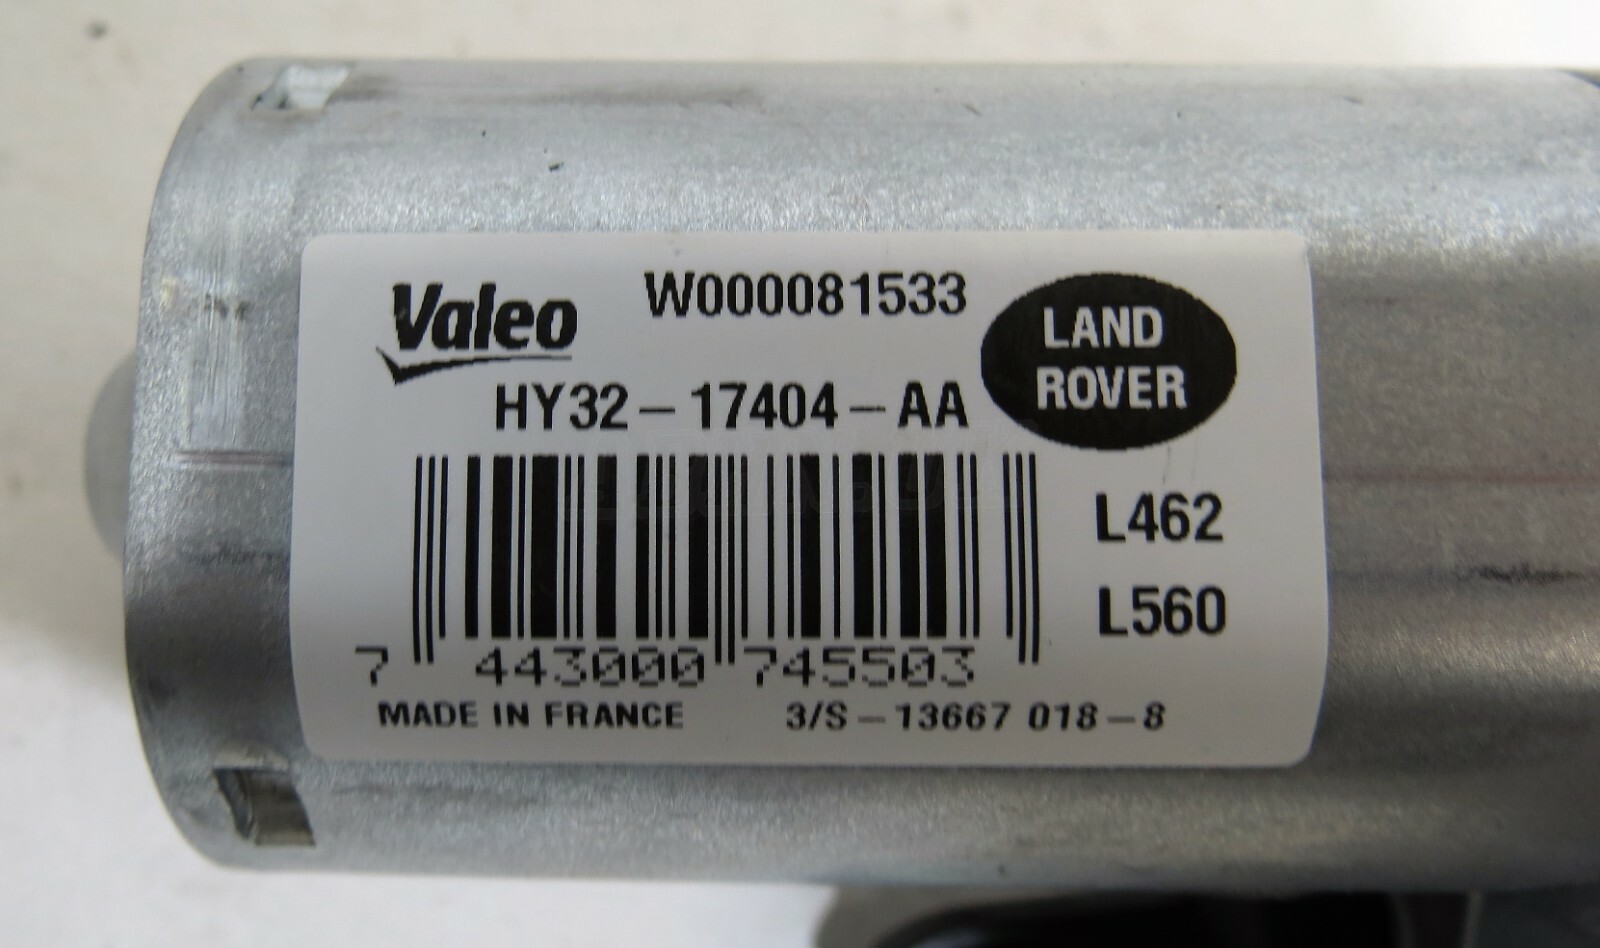 Valeo
W000081533
LAND ROVER
HY32-17404-AA
L462
L560
7 443000 745503
MADE IN FRANCE 3/S-13667 018-8